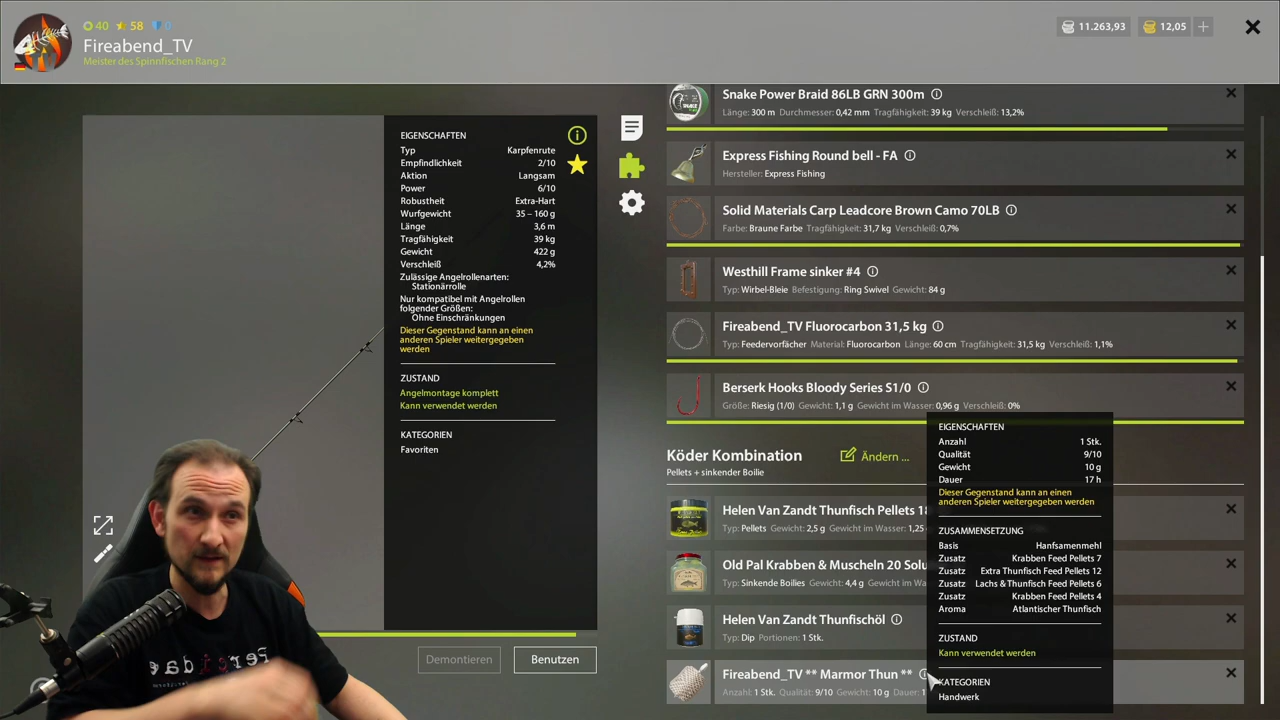 40 58 0
Fireabend_TV
Meister des Spinnfischen Rang 2
11.263,93 12,05
EIGENSCHAFTEN
Typ Karpfenrute
Empfindlichkeit 2/10
Aktion Langsam
Power 6/10
Robustheit Extra-Hart
Wurfgewicht 35 – 160 g
Länge 3,6 m
Tragfähigkeit 39 kg
Gewicht 422 g
Verschleiß 4,2%
Zulässige Angelrollenarten:
Stationärrolle
Nur kompatibel mit Angelrollen
folgender Größen:
Ohne Einschränkungen
Dieser Gegenstand kann an einen
anderen Spieler weitergegeben
werden
ZUSTAND
Angelmontage komplett
Kann verwendet werden
KATEGORIEN
Favoriten
Demontieren
Benutzen
Snake Power Braid 86LB GRN 300m
Länge: 300 m Durchmesser: 0,42 mm Tragfähigkeit: 39 kg Verschleiß: 13,2%
Express Fishing Round bell - FA
Hersteller: Express Fishing
Solid Materials Carp Leadcore Brown Camo 70LB
Farbe: Braune Farbe Tragfähigkeit: 31,7 kg Verschleiß: 0,7%
Westhill Frame sinker #4
Typ: Wirbel-Bleie Befestigung: Ring Swivel Gewicht: 84 g
Fireabend_TV Fluorocarbon 31,5 kg
Typ: Feedervorfächer Material: Fluorocarbon Länge: 60 cm Tragfähigkeit: 31,5 kg Verschleiß: 1,1%
Berserk Hooks Bloody Series S1/0
Größe: Riesig (1/0) Gewicht: 1,1 g Gewicht im Wasser: 0,96 g Verschleiß: 0%
Köder Kombination
Ändern ...
Pellets + sinkender Boilie
Helen Van Zandt Thunfisch Pellets
Typ: Pellets Gewicht: 2,5 g Gewicht im Wasser: 1,25
Old Pal Krabben & Muscheln 20
Typ: Sinkende Boilies Gewicht: 4,4 g Gewicht im
Helen Van Zandt Thunfischöl
Typ: Dip Portionen: 1 Stk.
Fireabend_TV ** Marmor Thun **
Anzahl: 1 Stk. Qualität: 9/10 Gewicht: 10 g Dauer:
EIGENSCHAFTEN
Anzahl 1 Stk.
Qualität 9/10
Gewicht 10 g
Dauer 17 h
Dieser Gegenstand kann an einen
anderen Spieler weitergegeben werden
ZUSAMMENSETZUNG
Basis Hanfsamenmehl
Zusatz Krabben Feed Pellets 7
Zusatz Extra Thunfisch Feed Pellets 12
Zusatz Lachs & Thunfisch Feed Pellets 6
Zusatz Krabben Feed Pellets 4
Aroma Atlantischer Thunfisch
ZUSTAND
Kann verwendet werden
KATEGORIEN
Handwerk